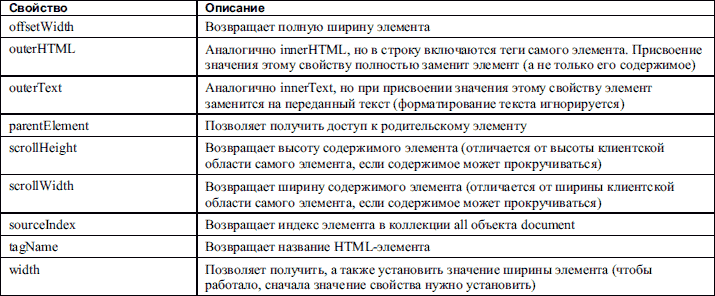 Свойство Описание
offsetWidth Возвращает полную ширину элемента
outerHTML Аналогично innerHTML, но в строку включаются теги самого элемента. Присвоение
значения этому свойству полностью заменит элемент (а не только его содержимое)
outerText Аналогично innerText, но при присвоении значения этому свойству элемент
заменится на переданный текст (форматирование текста игнорируется)
parentElement Позволяет получить доступ к родительскому элементу
scrollHeight Возвращает высоту содержимого элемента (отличается от высоты клиентской
области самого элемента, если содержимое может прокручиваться)
scrollWidth Возвращает ширину содержимого элемента (отличается от ширины клиентской
области самого элемента, если содержимое может прокручиваться)
sourceIndex Возвращает индекс элемента в коллекции all объекта document
tagName Возвращает название HTML-элемента
width Позволяет получить, а также установить значение ширины элемента (чтобы
работало, сначала значение свойства нужно установить)